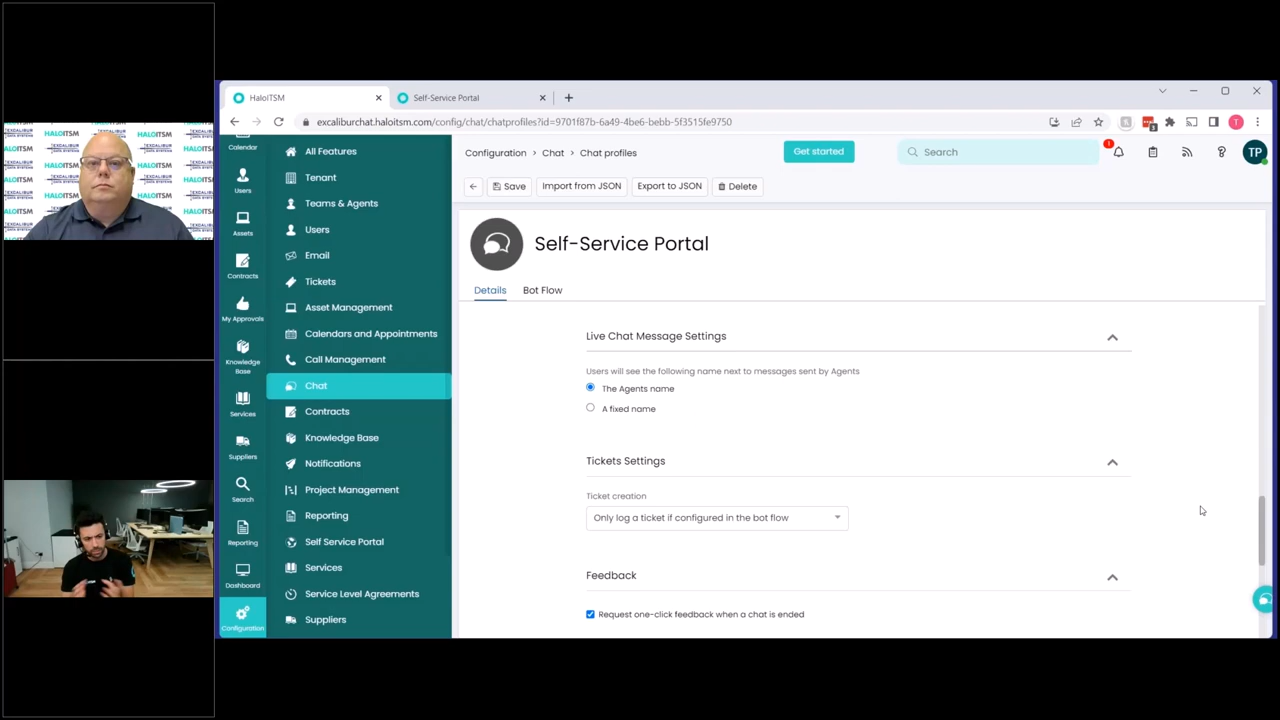 HALOITSM
EXCALIBUR
DATA SYSTEMS
HaloITSM
Self-Service Portal
excaliburchat.haloitsm.com/config/chat/chatprofiles?id=9701f87b-6a49-4be6-bebb-5f3515fe9750
3
T
Calendar
Users
Assets
Contracts
My Approvals
Knowledge
Base
Services
Suppliers
Search
Reporting
Dashboard
Configuration
All Features
Tenant
Teams & Agents
Users
Email
Tickets
Asset Management
Calendars and Appointments
Call Management
Chat
Contracts
Knowledge Base
Notifications
Project Management
Reporting
Self Service Portal
Services
Service Level Agreements
Suppliers
Configuration > Chat > Chat profiles
Get started
Search
1
TP
Save
Import from JSON
Export to JSON
Delete
Self-Service Portal
Details
Bot Flow
Live Chat Message Settings
Users will see the following name next to messages sent by Agents
The Agents name
A fixed name
Tickets Settings
Ticket creation
Only log a ticket if configured in the bot flow
Feedback
Request one-click feedback when a chat is ended